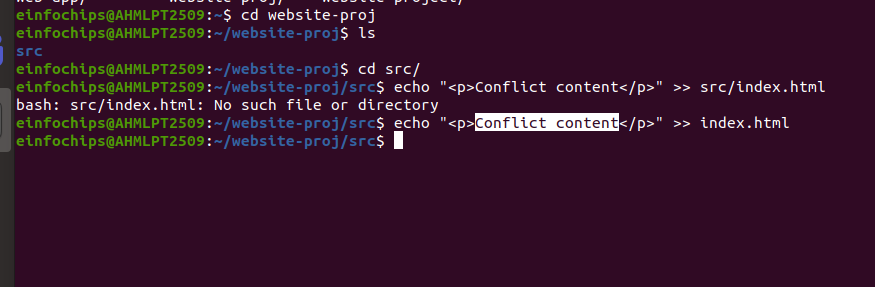 einfochips@AHMLPT2509:~$ cd website-proj
einfochips@AHMLPT2509:~/website-proj$ ls
src
einfochips@AHMLPT2509:~/website-proj$ cd src/
einfochips@AHMLPT2509:~/website-proj/src$ echo "<p>Conflict content</p>" >> src/index.html
bash: src/index.html: No such file or directory
einfochips@AHMLPT2509:~/website-proj/src$ echo "<p>Conflict content</p>" >> index.html
einfochips@AHMLPT2509:~/website-proj/src$